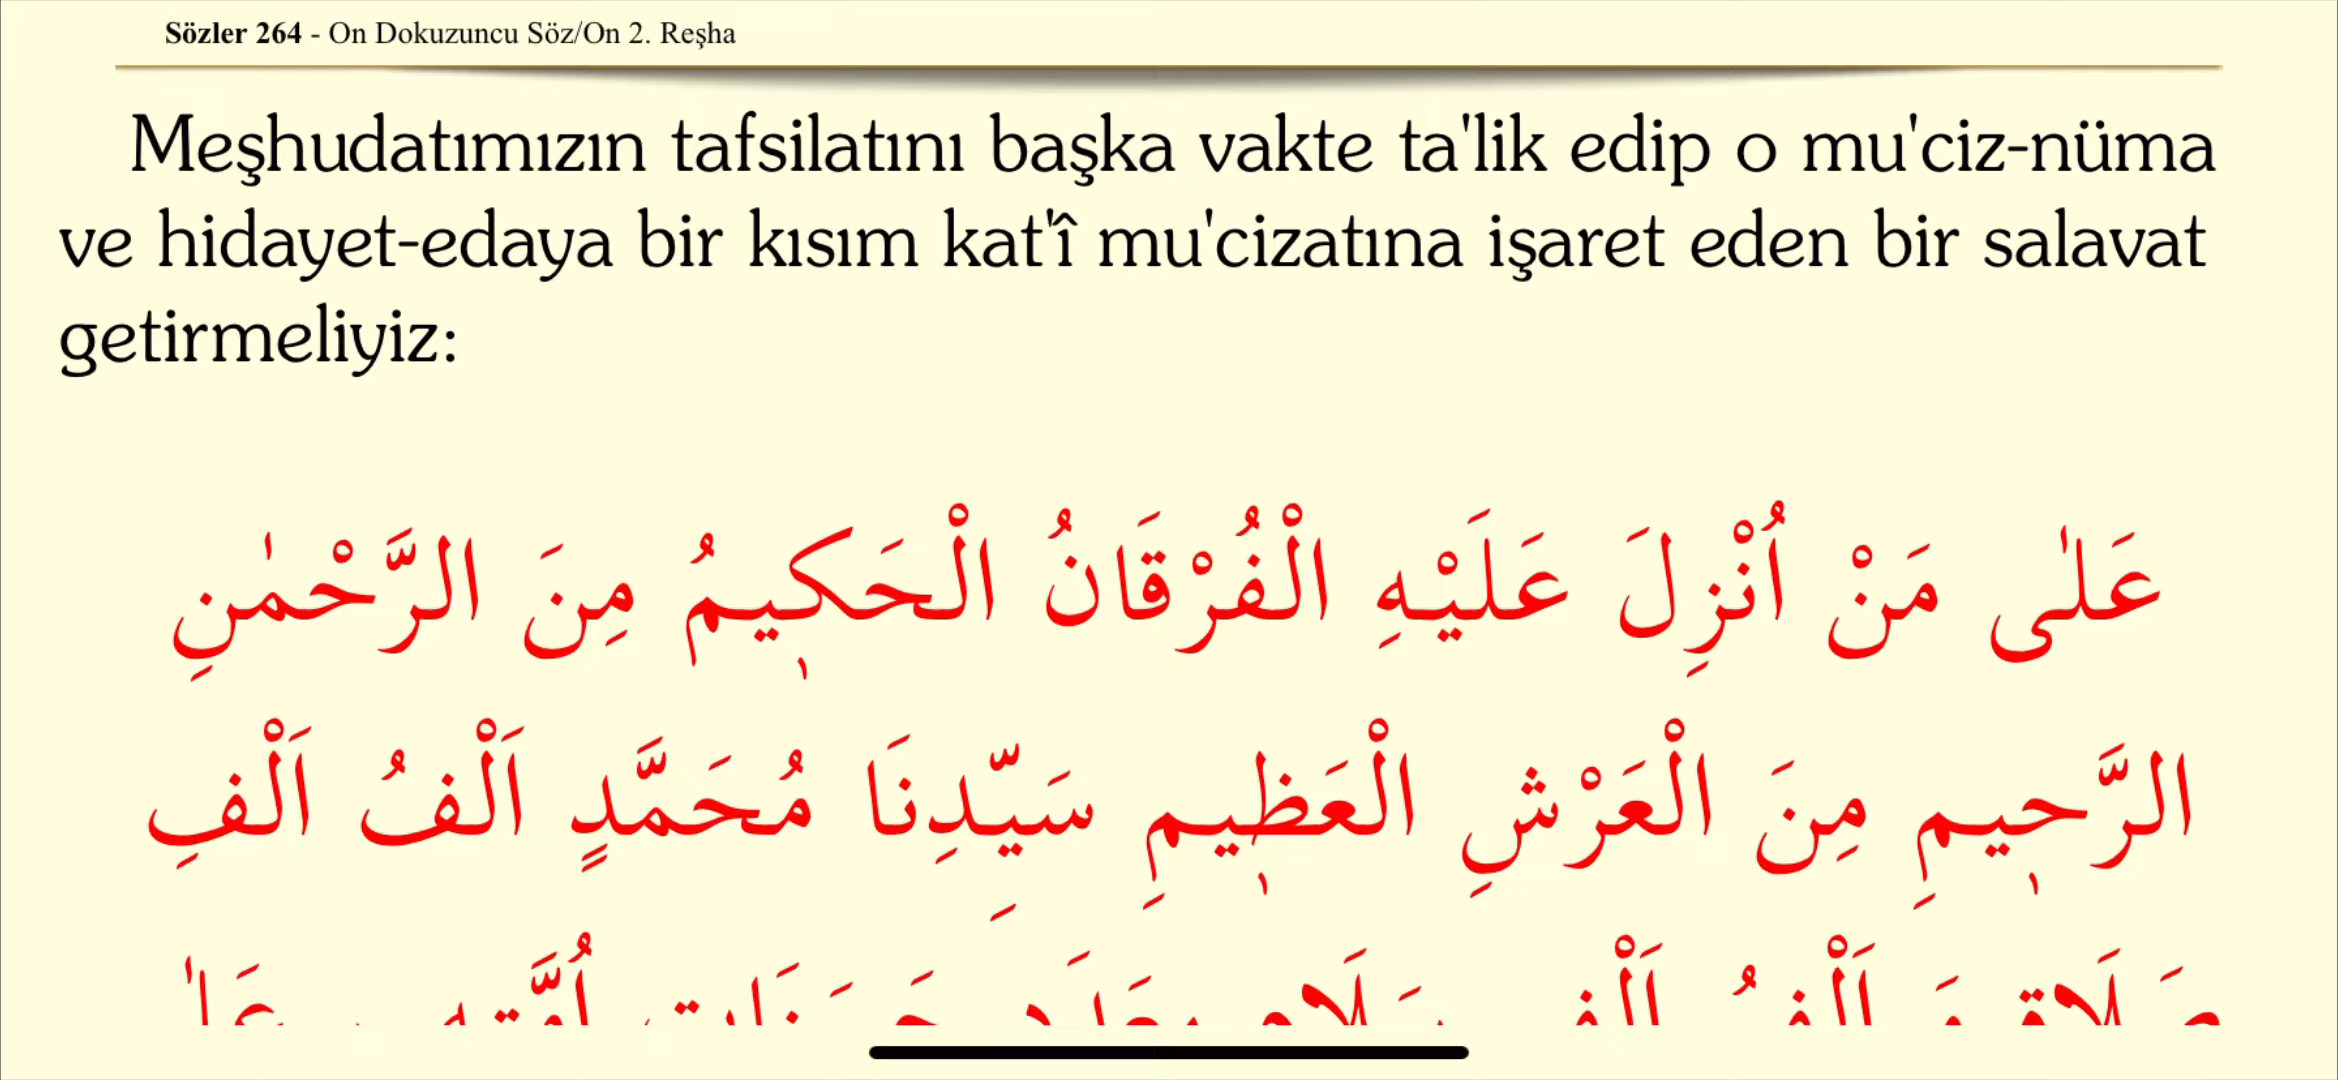 Sözler 264 - On Dokuzuncu Söz/On 2. Reşha
Meşhudatımızın tafsilatını başka vakte ta'lik edip o mu'ciz-nüma
ve hidayet-edaya bir kısım kat'î mu'cizatına işaret eden bir salavat
getirmeliyiz:
عَلٰى مَنْ اُنْزِلَ عَلَيْهِ الْفُرْقَانُ الْحَكٖيمُ مِنَ الرَّحْمٰنِ
الرَّحٖيمِ مِنَ الْعَرْشِ الْعَظٖيمِ سَيِّدِنَا مُحَمَّدٍ اَلْفُ اَلْفِ